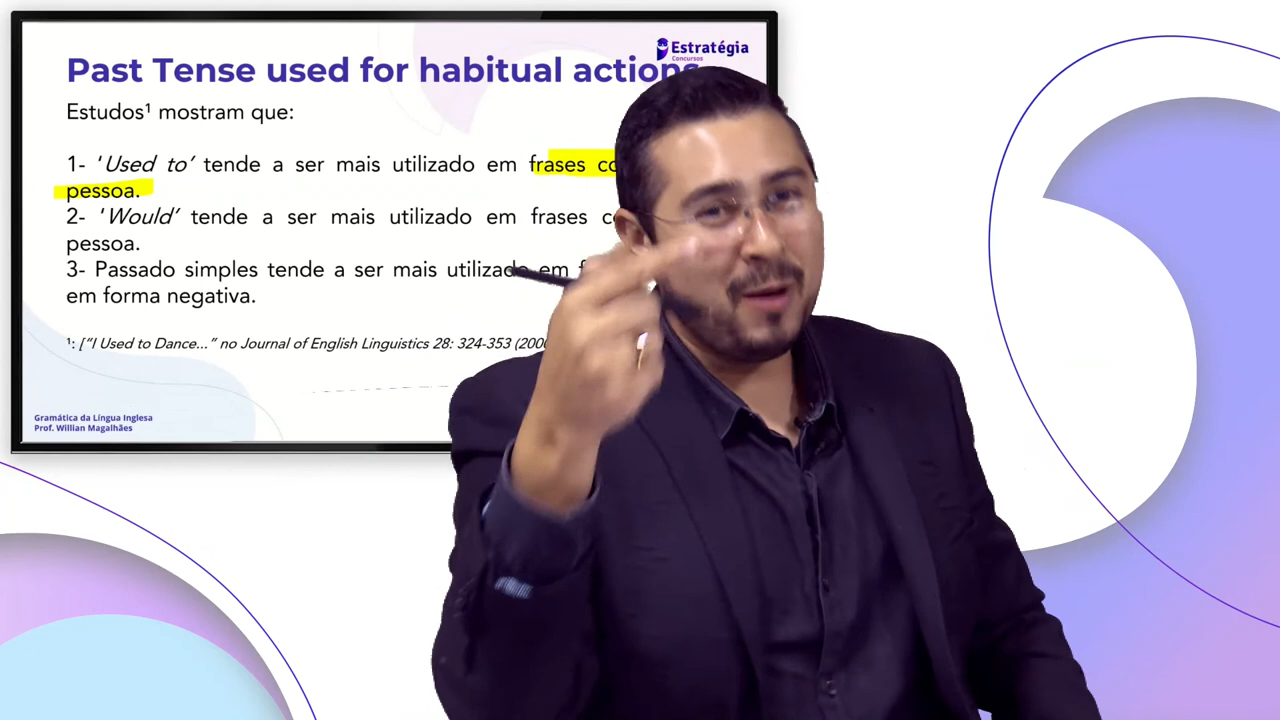 Estratégia
Concursos
Past Tense used for habitual actions
Estudos¹ mostram que:
1- ‘Used to’ tende a ser mais utilizado em frases
pessoa.
2- ‘Would’ tende a ser mais utilizado em frases
pessoa.
3- Passado simples tende a ser mais utilizado em
em forma negativa.
¹: [“I Used to Dance...” no Journal of English Linguistics 28: 324-353 (2000
Gramática da Língua Inglesa
Prof. Willian Magalhães